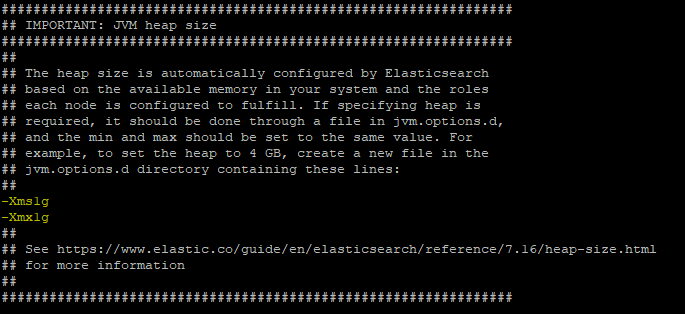 ################################################################
## IMPORTANT: JVM heap size
################################################################
##
## The heap size is automatically configured by Elasticsearch
## based on the available memory in your system and the roles
## each node is configured to fulfill. If specifying heap is
## required, it should be done through a file in jvm.options.d,
## and the min and max should be set to the same value. For
## example, to set the heap to 4 GB, create a new file in the
## jvm.options.d directory containing these lines:
##
-Xmslg
-Xmxlg
##
## See https://www.elastic.co/guide/en/elasticsearch/reference/7.16/heap-size.html
## for more information
##
################################################################